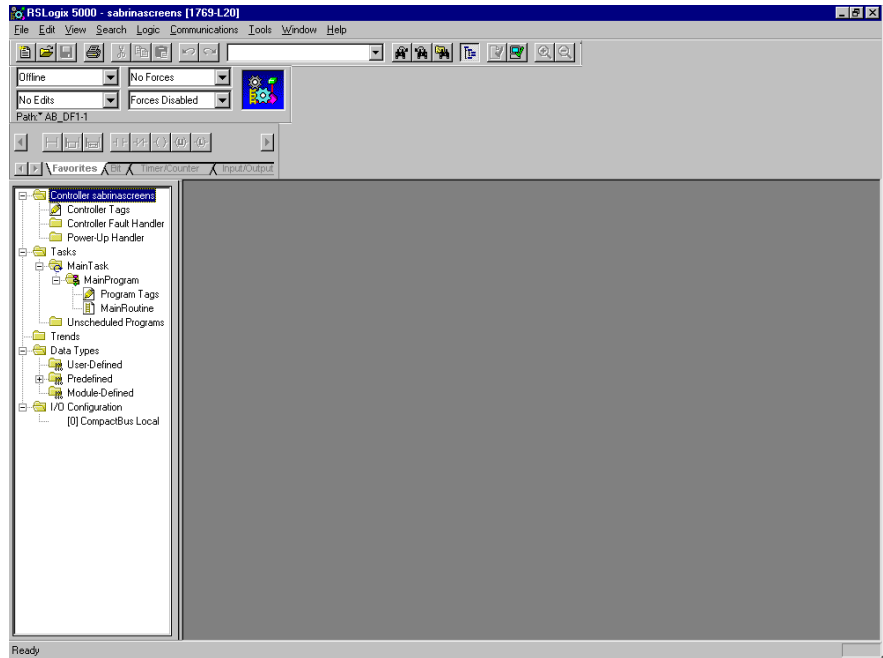 RSLogix 5000 - sabrinascreens [1769-L20]
File Edit View Search Logic Communications Tools Window Help
Offline No Forces
No Edits Forces Disabled
Path:* AB_DF1-1
Favorites Bit Timer/Counter Input/Output
Controller sabrinascreens
Controller Tags
Controller Fault Handler
Power-Up Handler
Tasks
MainTask
MainProgram
Program Tags
MainRoutine
Unscheduled Programs
Trends
Data Types
User-Defined
Predefined
Module-Defined
I/O Configuration
[0] CompactBus Local
Ready